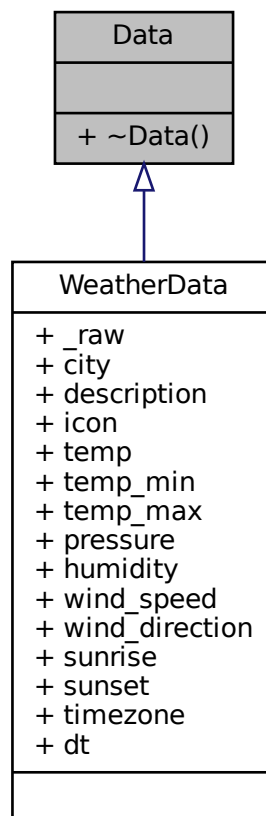 Data
+ ~Data()
WeatherData
+ _raw
+ city
+ description
+ icon
+ temp
+ temp_min
+ temp_max
+ pressure
+ humidity
+ wind_speed
+ wind_direction
+ sunrise
+ sunset
+ timezone
+ dt